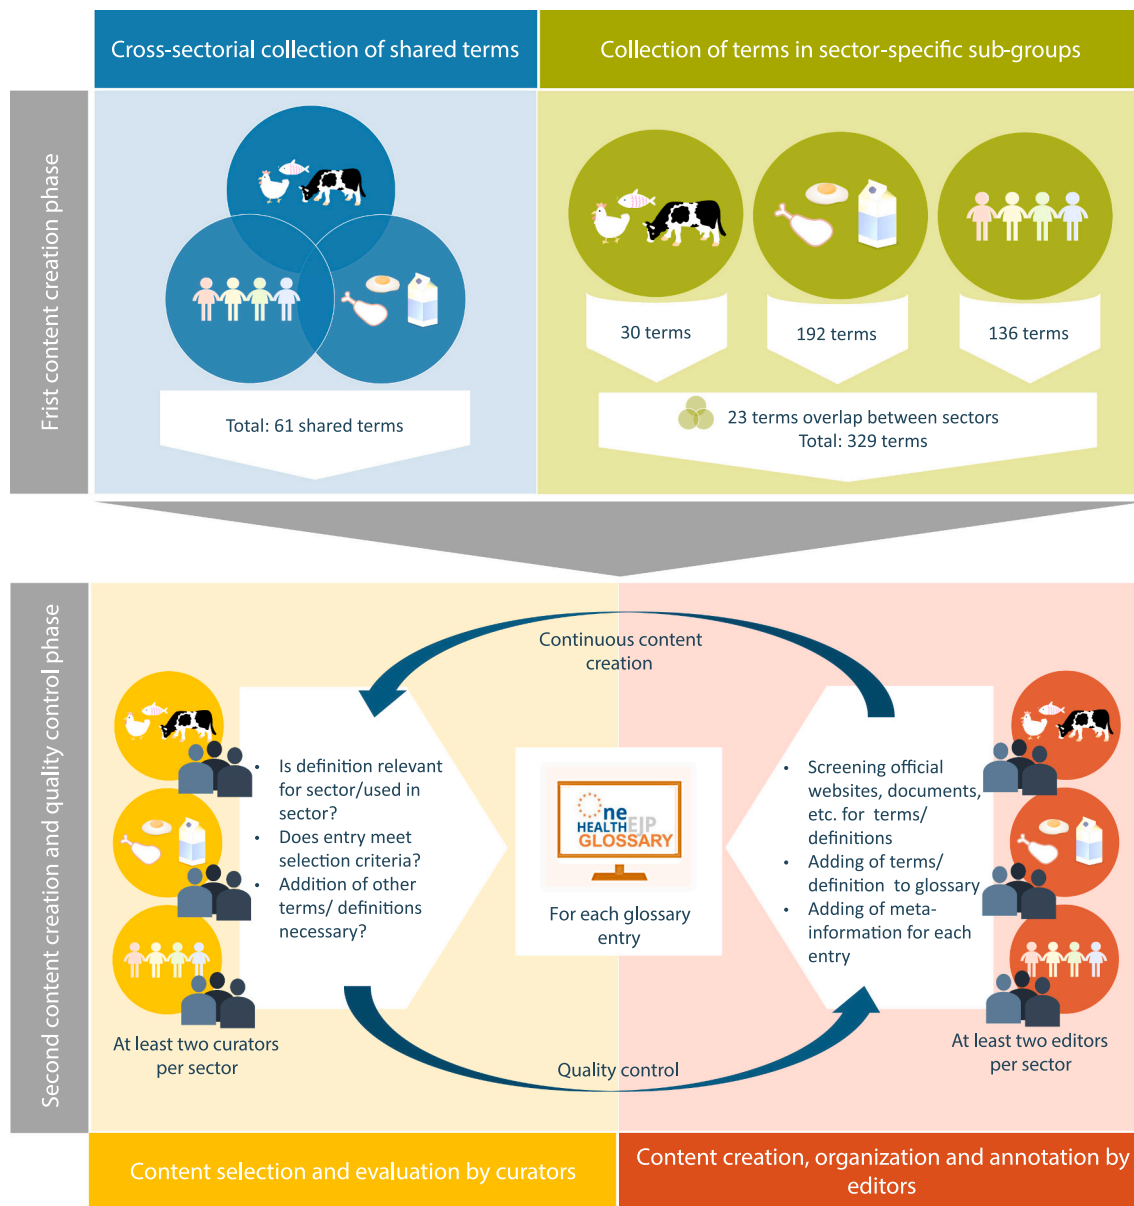 Cross-sectorial collection of shared terms
Collection of terms in sector-specific sub-groups
Frist content creation phase
Total: 61 shared terms
30 terms
192 terms
136 terms
23 terms overlap between sectors
Total: 329 terms
Second content creation and quality control phase
Continuous content
creation
• Is definition relevant
for sector/used in
sector?
• Does entry meet
selection criteria?
• Addition of other
terms/ definitions
necessary?
At least two curators
per sector
One
HEALTH EJP
GLOSSARY
For each glossary
entry
• Screening official
websites, documents,
etc. for terms/
definitions
• Adding of terms/
definition to glossary
• Adding of meta-
information for each
entry
At least two editors
per sector
Quality control
Content selection and evaluation by curators
Content creation, organization and annotation by
editors